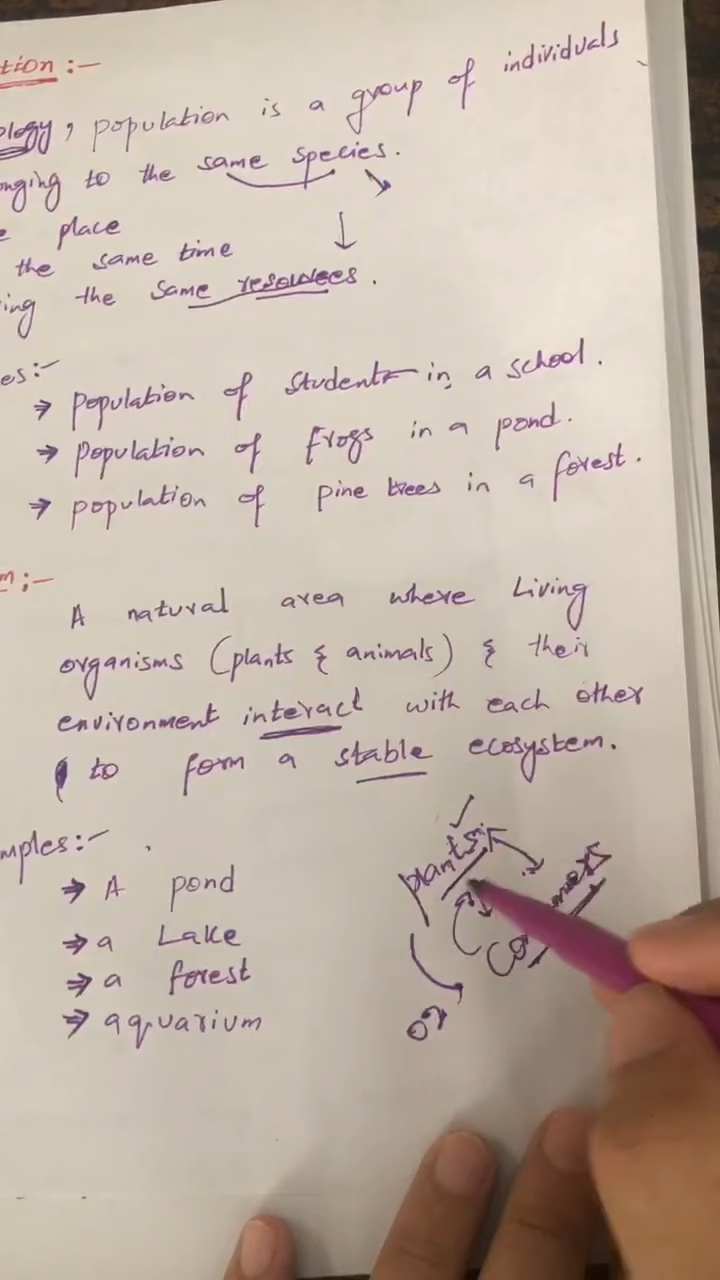 tion :-
ology, population is a group of individuals
onging to the same species.
e place
the same time
ing the same resources.
es:-
⇒ population of students in a school.
⇒ population of frogs in a pond.
⇒ population of pine trees in a forest.
m:-
A natural area where Living
organisms (plants & animals) & their
environment interact with each other
to form a stable ecosystem.
mples:-
⇒ A pond
⇒ a Lake
⇒ a forest
⇒ aquarium
plants
O2